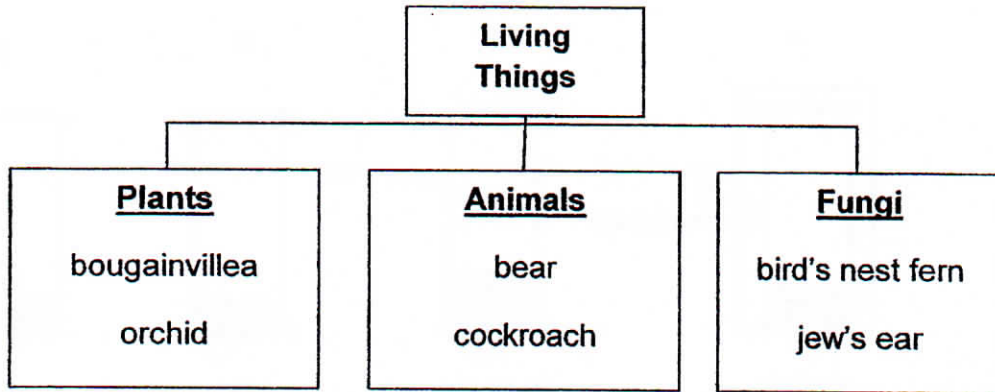 Living
Things
Plants
bougainvillea
orchid
Animals
bear
cockroach
Fungi
bird's nest fern
jew's ear